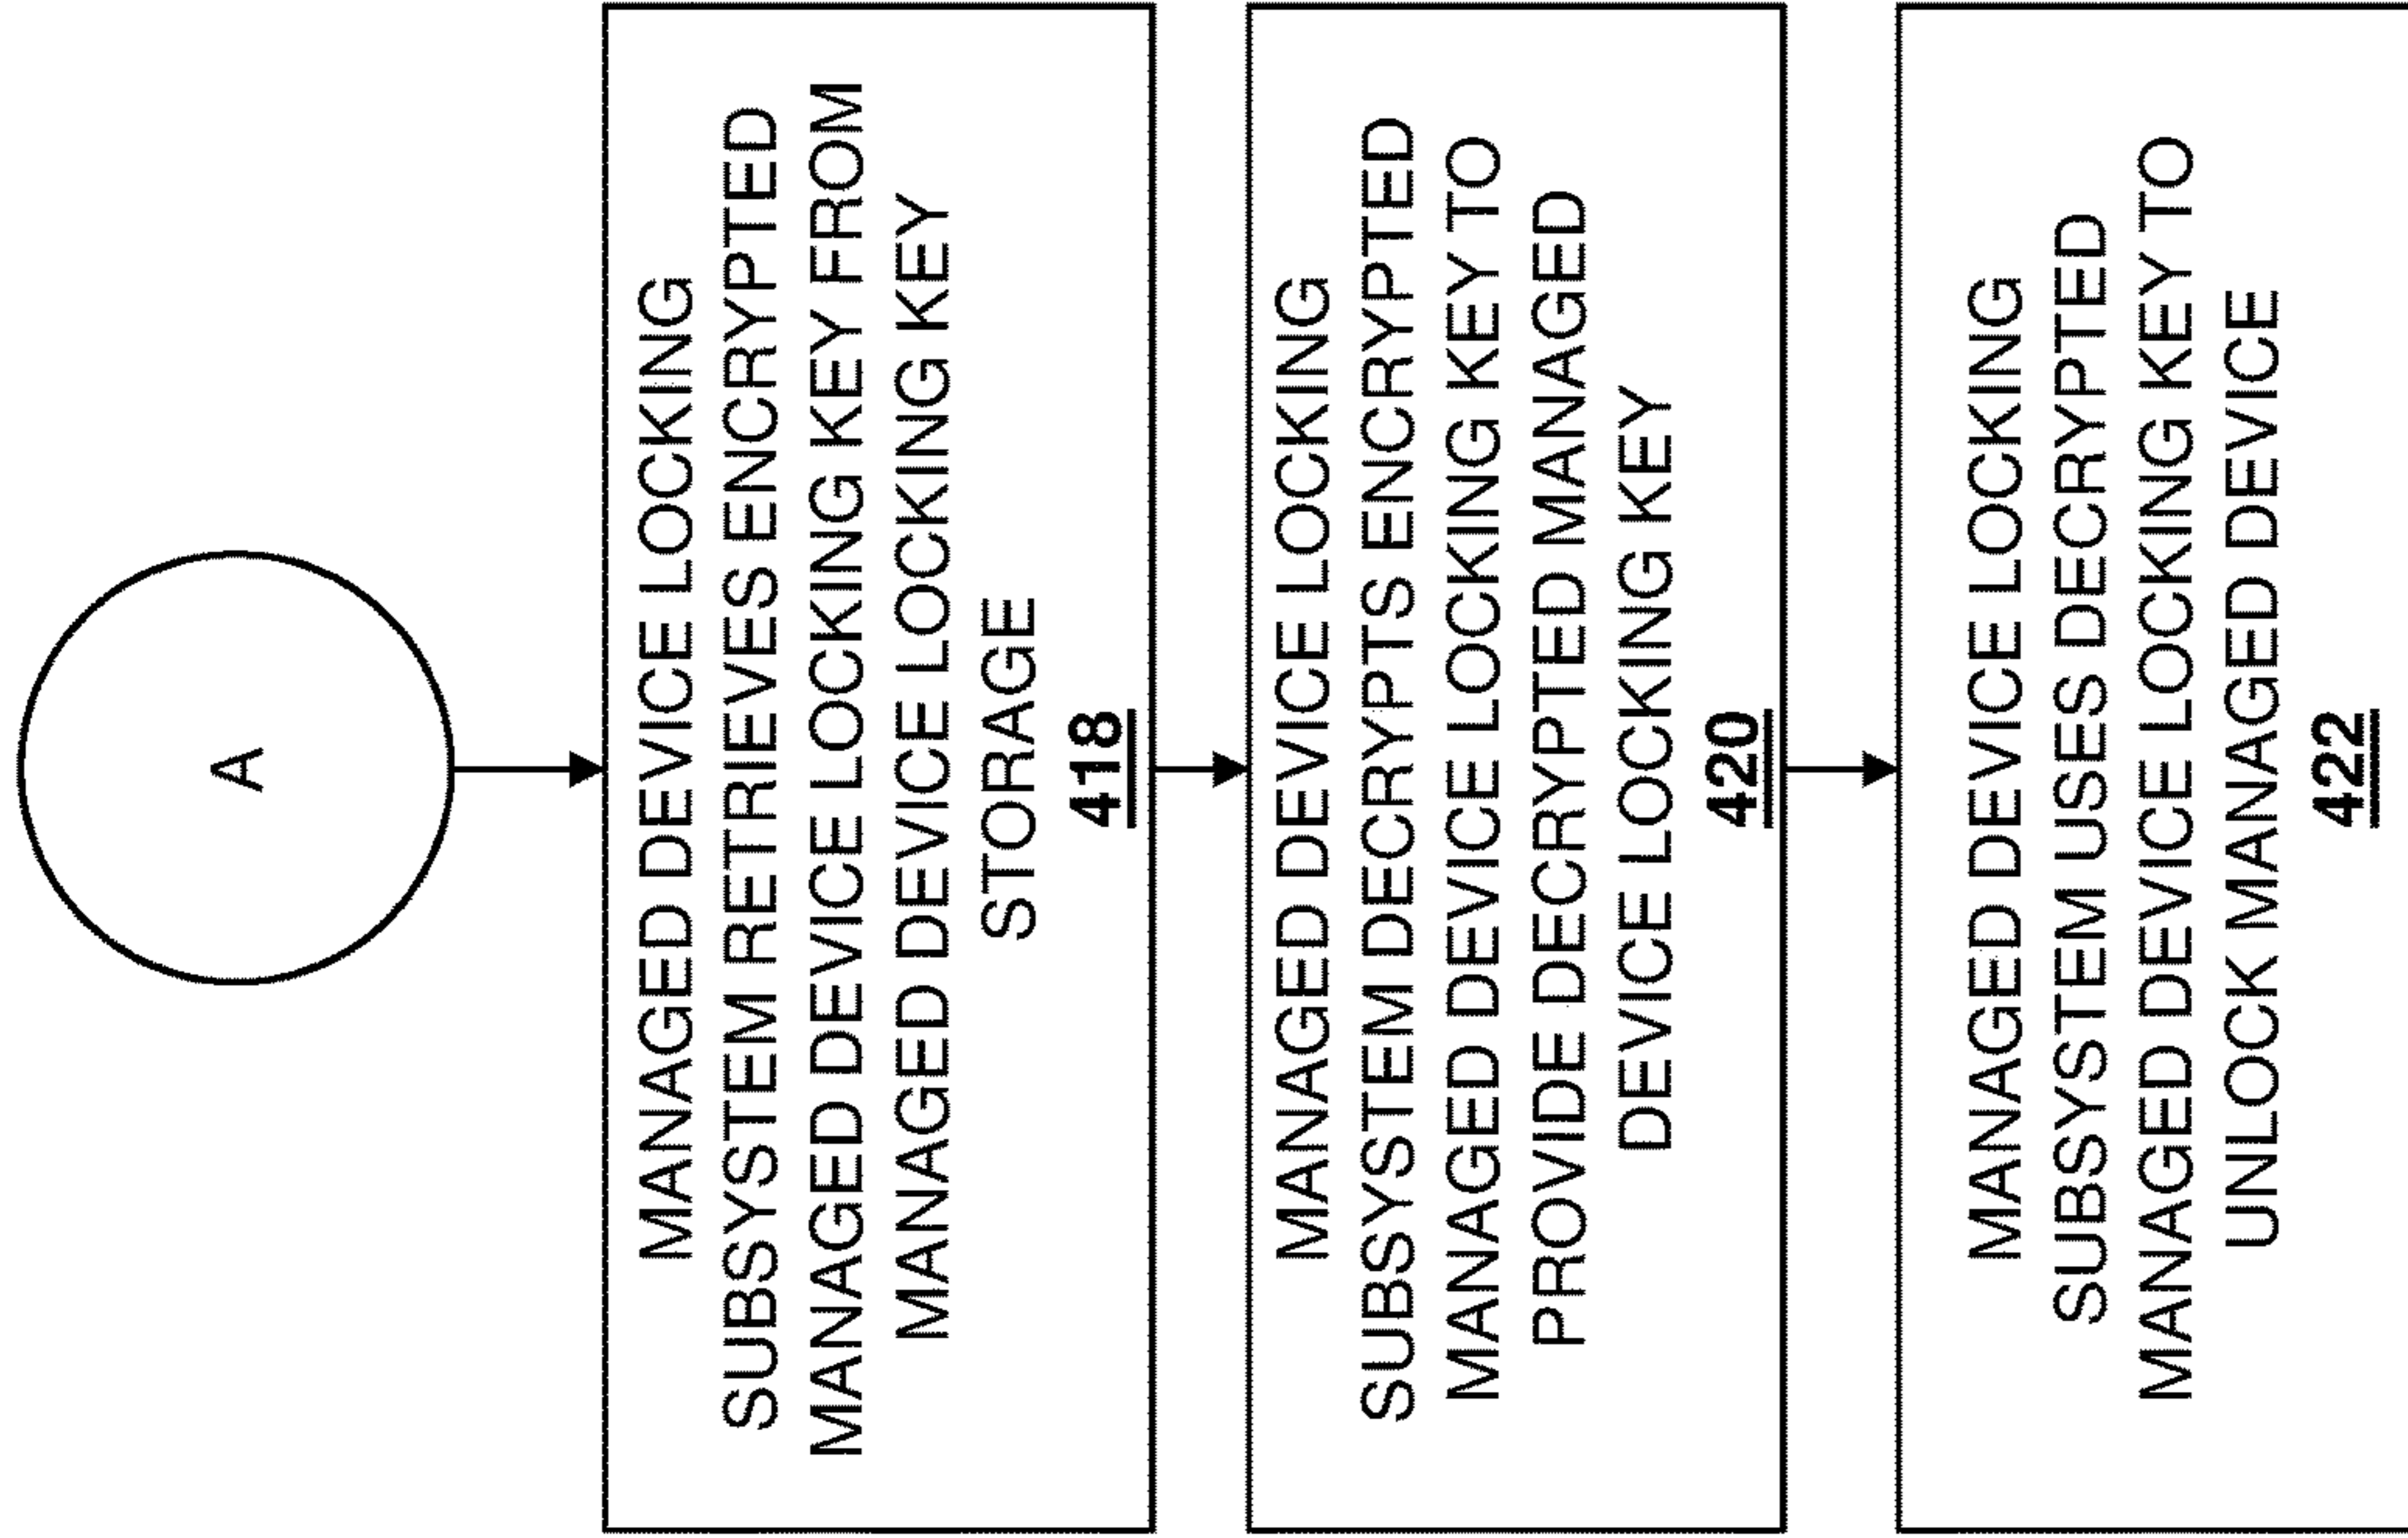 A
MANAGED DEVICE LOCKING
SUBSYSTEM RETRIEVES ENCRYPTED
MANAGED DEVICE LOCKING KEY FROM
MANAGED DEVICE LOCKING KEY
STORAGE
418
MANAGED DEVICE LOCKING
SUBSYSTEM DECRYPTS ENCRYPTED
MANAGED DEVICE LOCKING KEY TO
PROVIDE DECRYPTED MANAGED
DEVICE LOCKING KEY
420
MANAGED DEVICE LOCKING
SUBSYSTEM USES DECRYPTED
MANAGED DEVICE LOCKING KEY TO
UNLOCK MANAGED DEVICE
422